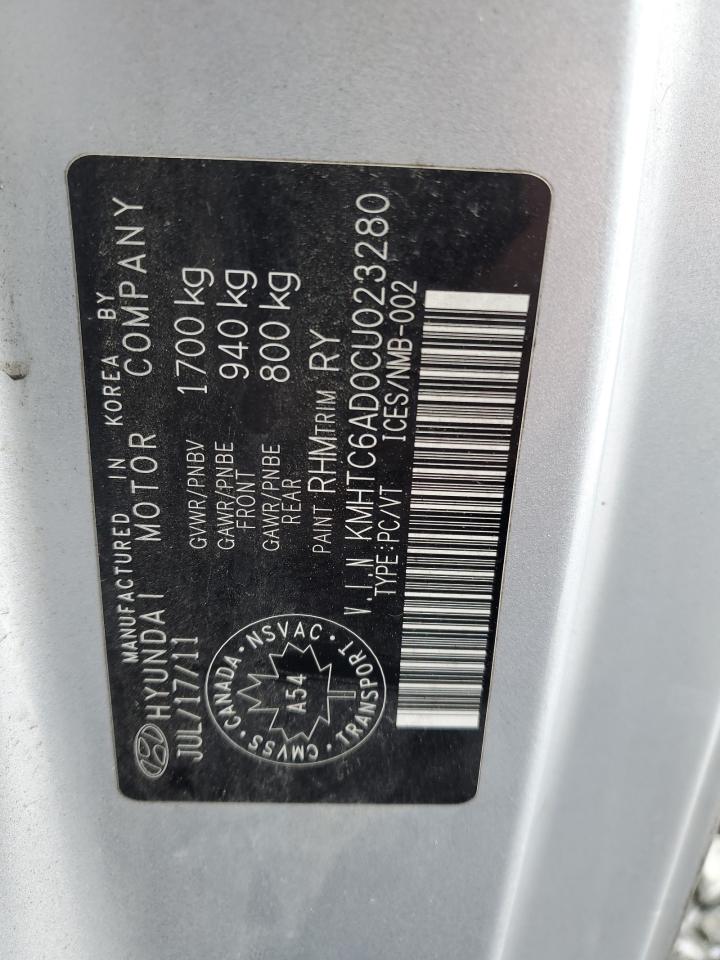 MANUFACTURED IN KOREA BY
HYUNDAI MOTOR COMPANY
JUL/17/11
GVWR/PNBV 1700 kg
GAWR/PNBE FRONT 940 kg
GAWR/PNBE REAR 800 kg
PAINT RHM TRIM RY
V.I.N KMHTC6AD0CU023280
TYPE:PC/VT ICES/NMB-002
CANADA · NSVAC · TRANSPORT · CMVSS ·
A54